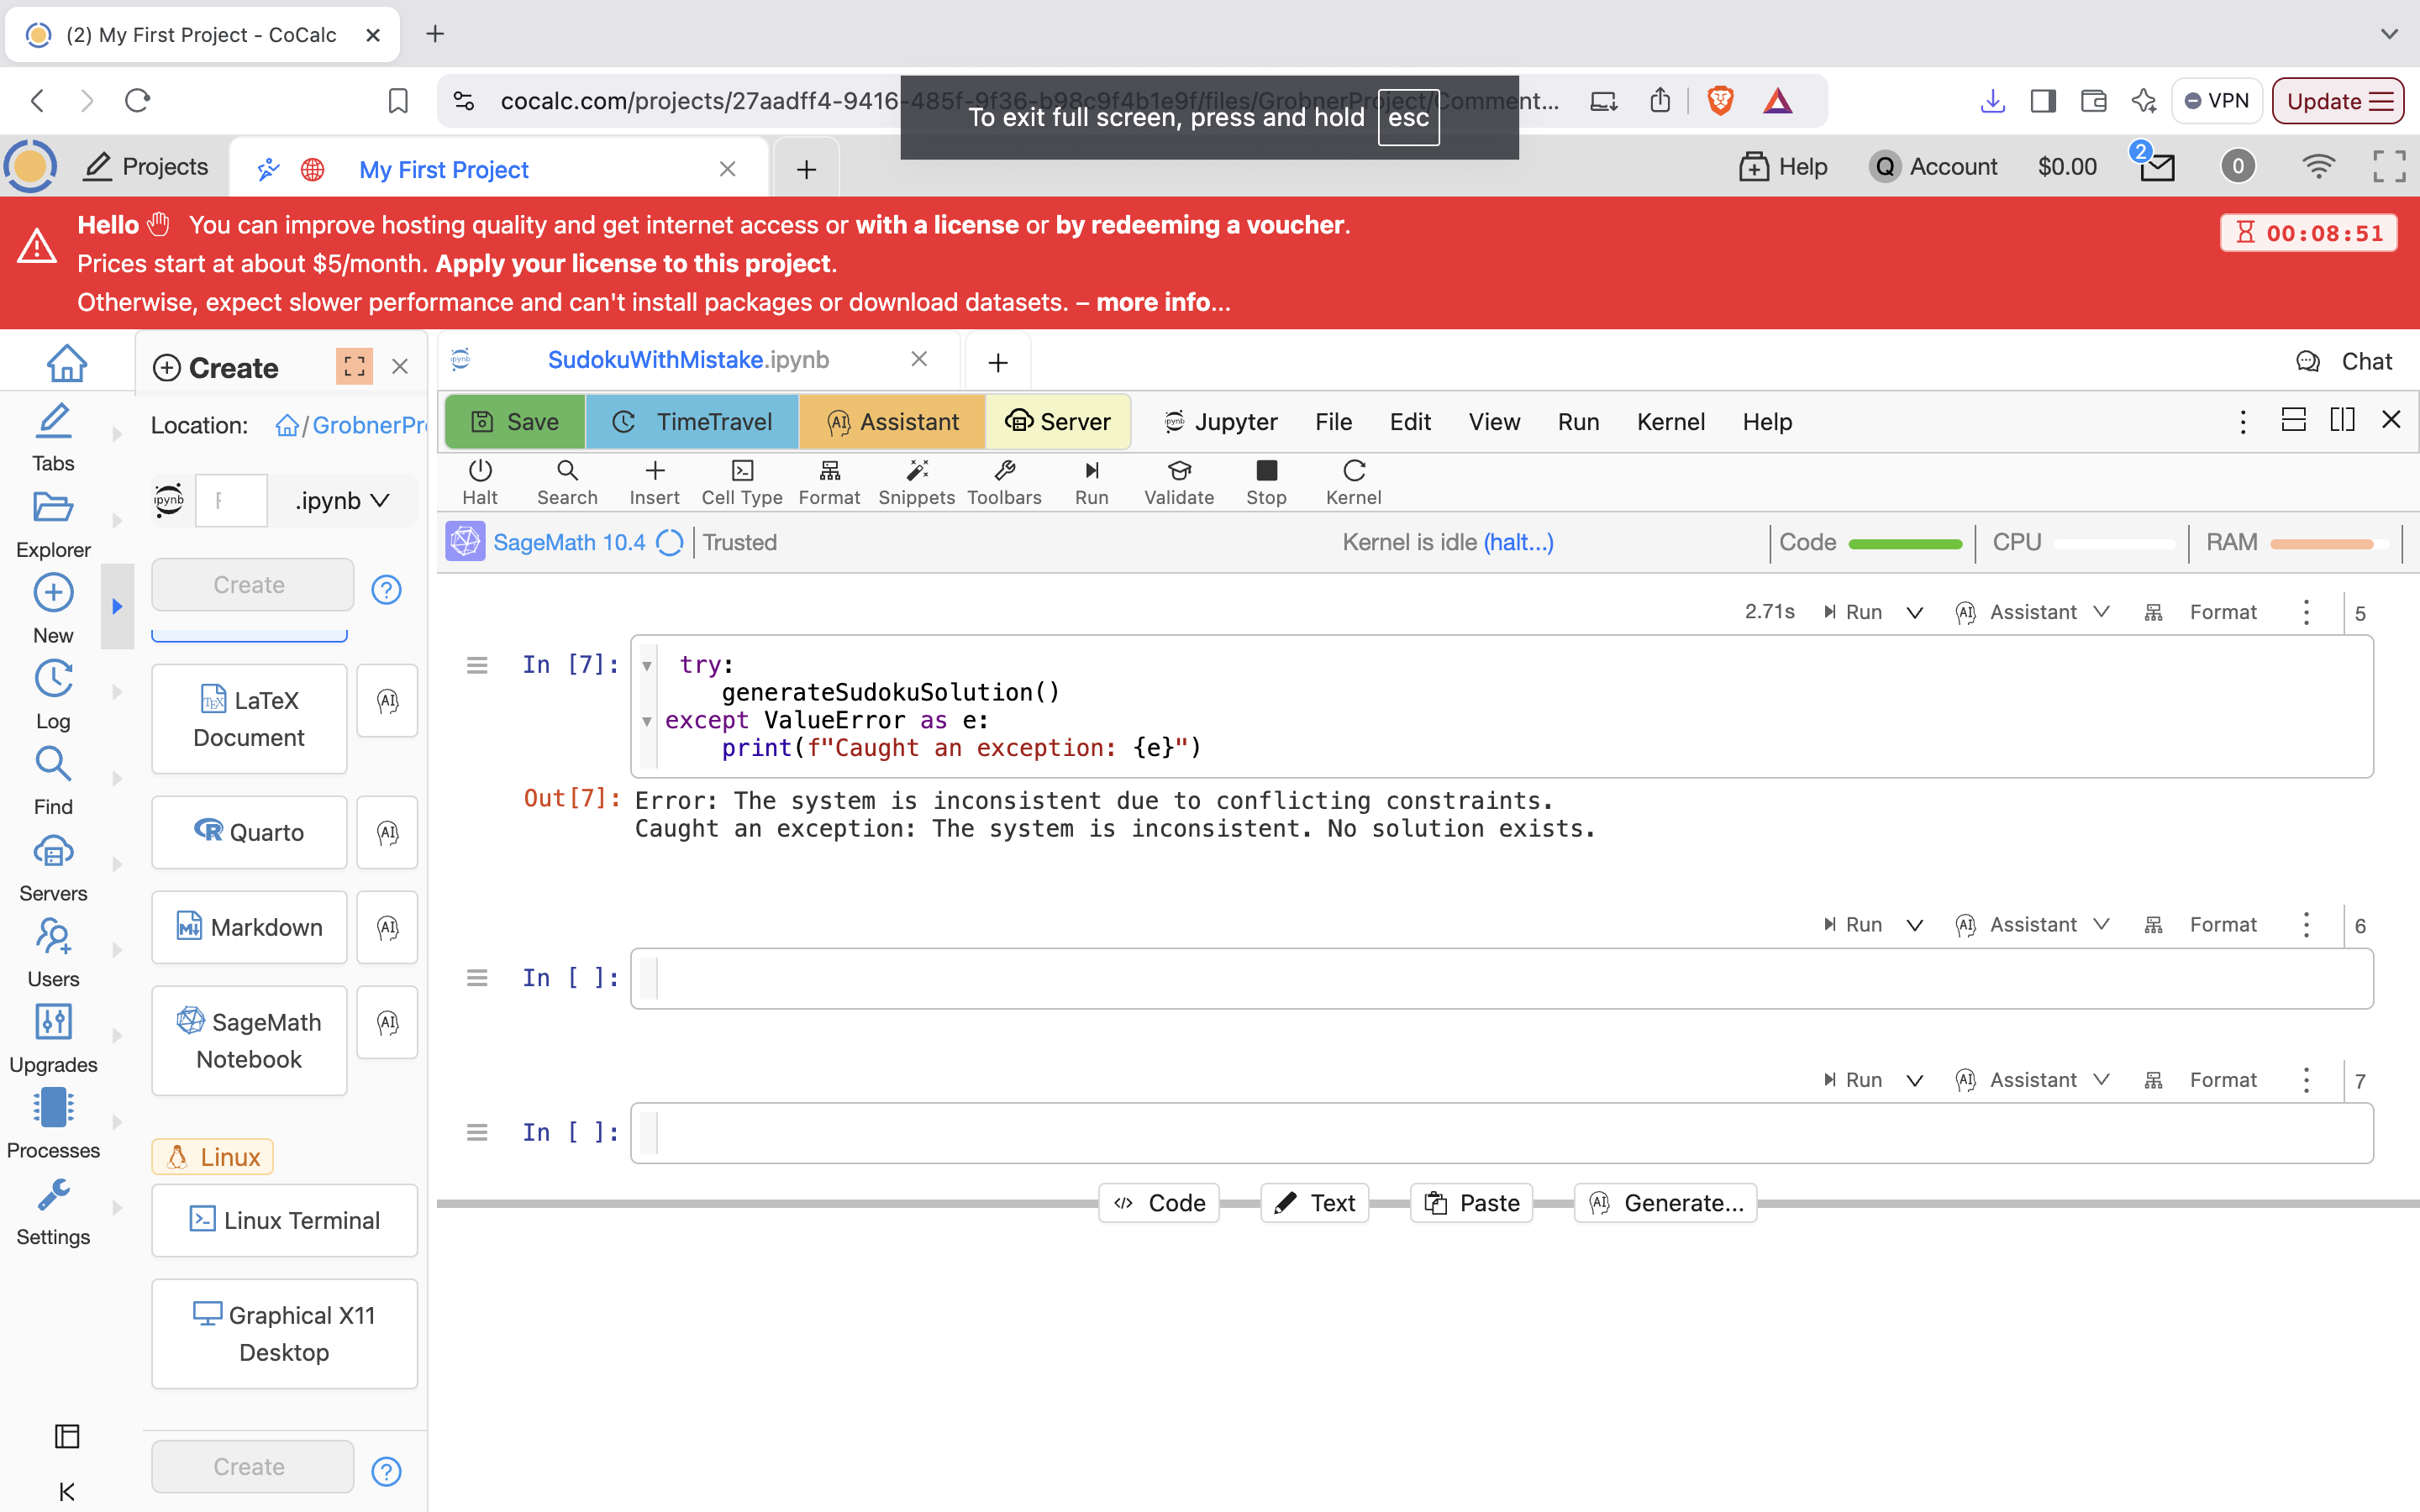 (2) My First Project - CoCalc
cocalc.com/projects/27aadff4-9416-485f-9f36-b98c9f4b1e9f/files/GrobnerProject/Comment...
VPN
Update
To exit full screen, press and hold esc
Projects
My First Project
Help
Q Account
$0.00
2
0
Hello You can improve hosting quality and get internet access or with a license or by redeeming a voucher.
Prices start at about $5/month. Apply your license to this project.
Otherwise, expect slower performance and can't install packages or download datasets. – more info...
00:08:51
Tabs
Explorer
New
Log
Find
Servers
Users
Upgrades
Processes
Settings
Create
Location: /GrobnerPr
ipynb
.ipynb
Create
LaTeX
Document
AI
Quarto
AI
Markdown
AI
SageMath
Notebook
AI
Linux
Linux Terminal
Graphical X11
Desktop
Create
ipynb
SudokuWithMistake.ipynb
Chat
Save TimeTravel Assistant Server Jupyter File Edit View Run Kernel Help
Halt Search Insert Cell Type Format Snippets Toolbars Run Validate Stop Kernel
SageMath 10.4 Trusted Kernel is idle (halt...) Code CPU RAM
2.71s Run AI Assistant Format 5
In [7]: try:
generateSudokuSolution()
except ValueError as e:
print(f"Caught an exception: {e}")
Out[7]: Error: The system is inconsistent due to conflicting constraints.
Caught an exception: The system is inconsistent. No solution exists.
Run AI Assistant Format 6
In [ ]:
Run AI Assistant Format 7
In [ ]:
Code Text Paste AI Generate...